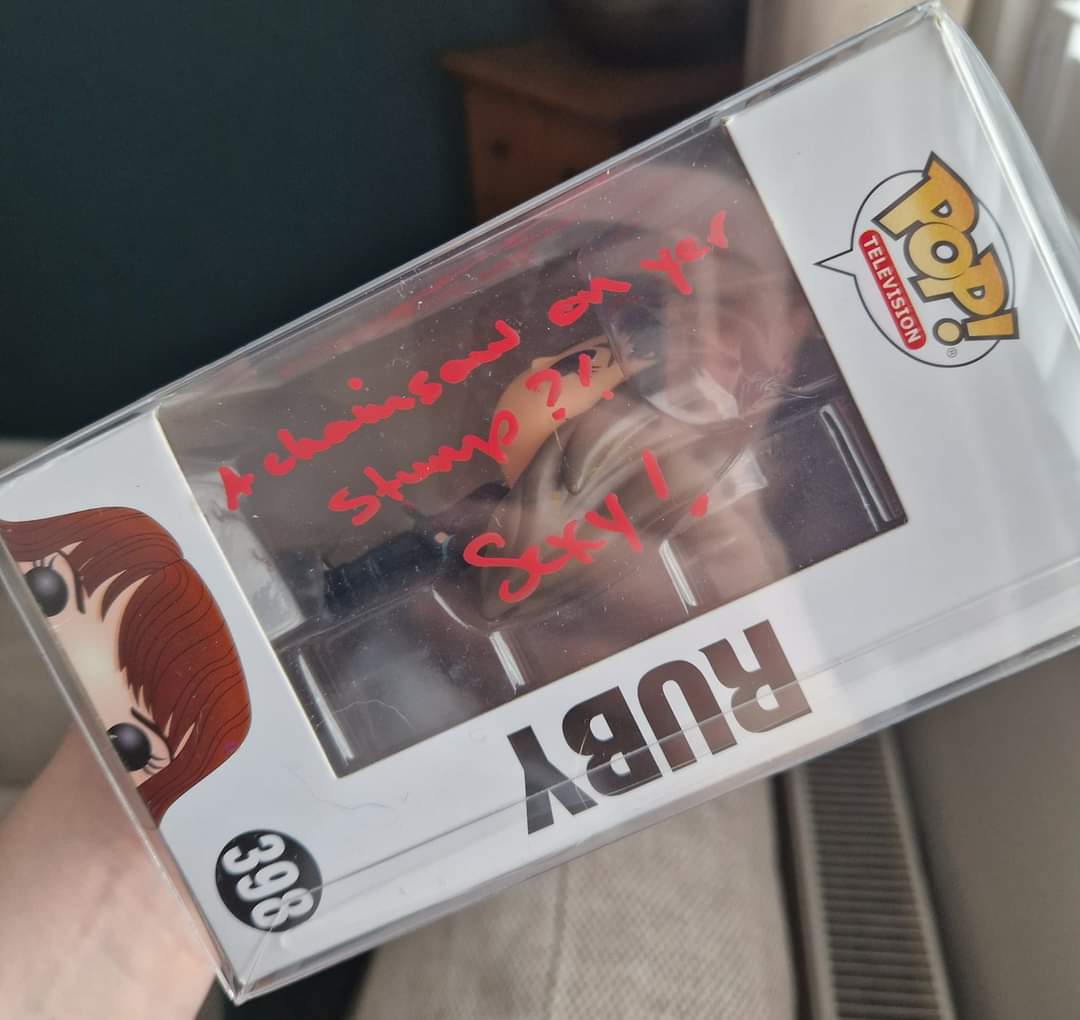 POP!
TELEVISION
®
A chainsaw on yer
stump?!
Sexy!
RUBY
398